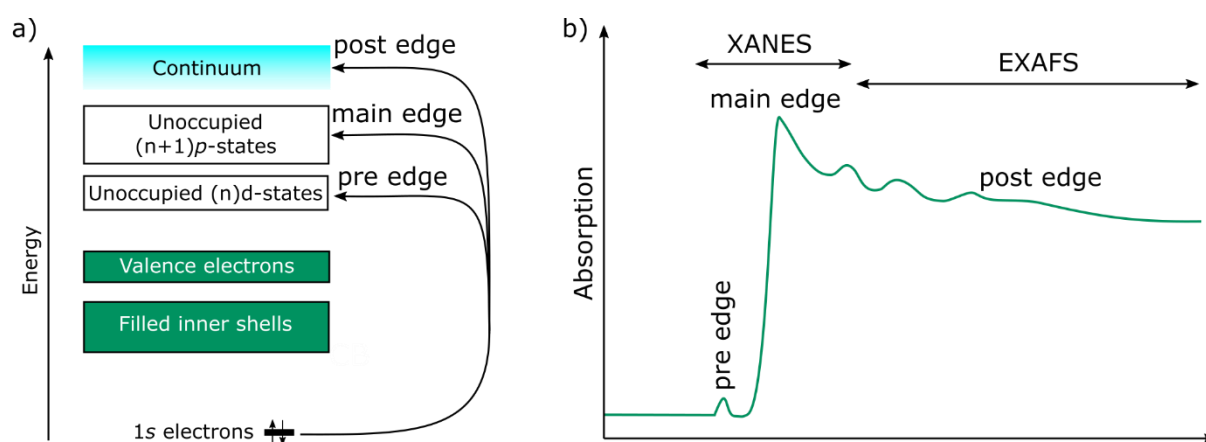 a)
post edge
Continuum
main edge
Unoccupied
(n+1)p-states
pre edge
Unoccupied (n)d-states
Valence electrons
Filled inner shells
1s electrons
Energy
b)
XANES
EXAFS
main edge
post edge
pre edge
Absorption